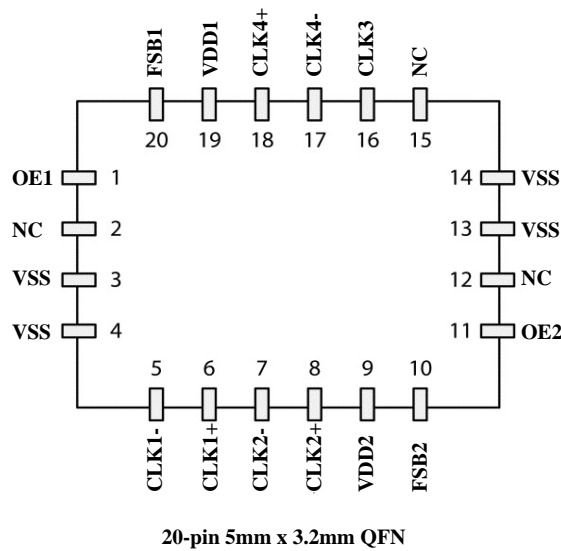 FSB1 VDD1 CLK4+ CLK4- CLK3 NC
20 19 18 17 16 15
OE1 1 14 VSS
NC 2 13 VSS
VSS 3 12 NC
VSS 4 11 OE2
5 6 7 8 9 10
CLK1- CLK1+ CLK2- CLK2+ VDD2 FSB2
20-pin 5mm x 3.2mm QFN